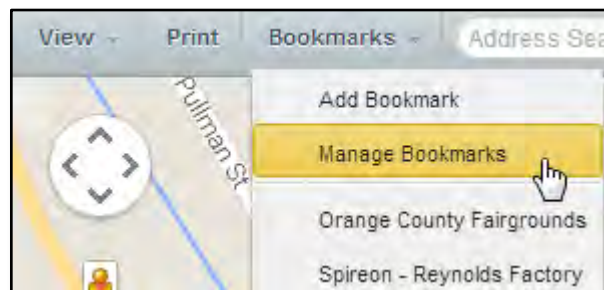 View Print Bookmarks Address Sea
Pullman St
Add Bookmark
Manage Bookmarks
Orange County Fairgrounds
Spireon - Reynolds Factory